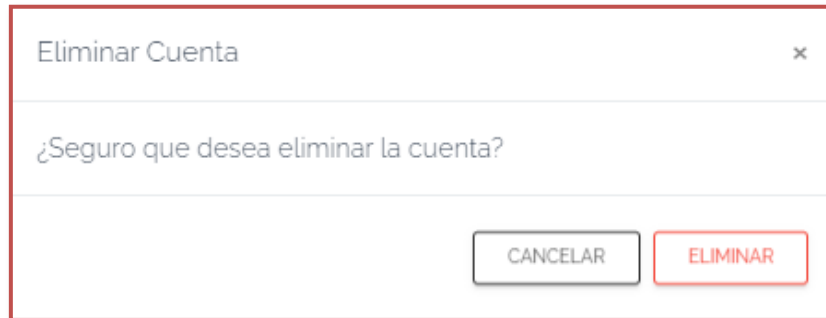 Eliminar Cuenta ×
¿Seguro que desea eliminar la cuenta?
CANCELAR ELIMINAR